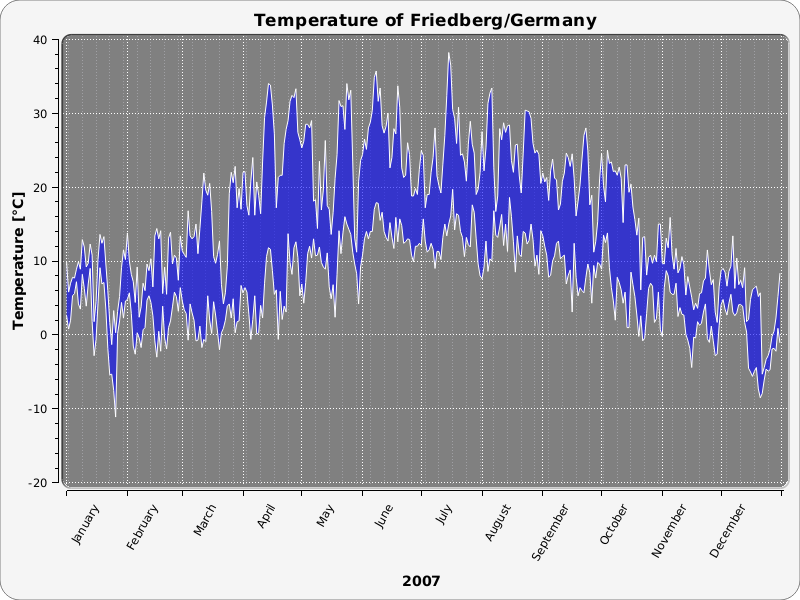 Temperature of Friedberg/Germany
40
30
20
10
0
-10
-20
Temperature [°C]
January
February
March
April
May
June
July
August
September
October
November
December
2007